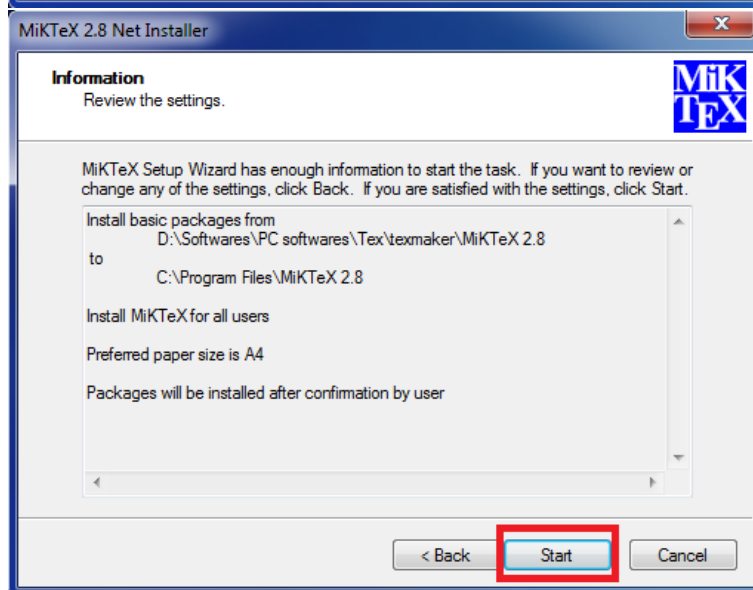 MiKTeX 2.8 Net Installer
Information
Review the settings.
MiK
TEX
MiKTeX Setup Wizard has enough information to start the task. If you want to review or
change any of the settings, click Back. If you are satisfied with the settings, click Start.
Install basic packages from
D:\Softwares\PC softwares\Tex\texmaker\MiKTeX 2.8
to
C:\Program Files\MiKTeX 2.8
Install MiKTeX for all users
Preferred paper size is A4
Packages will be installed after confirmation by user
< Back Start Cancel